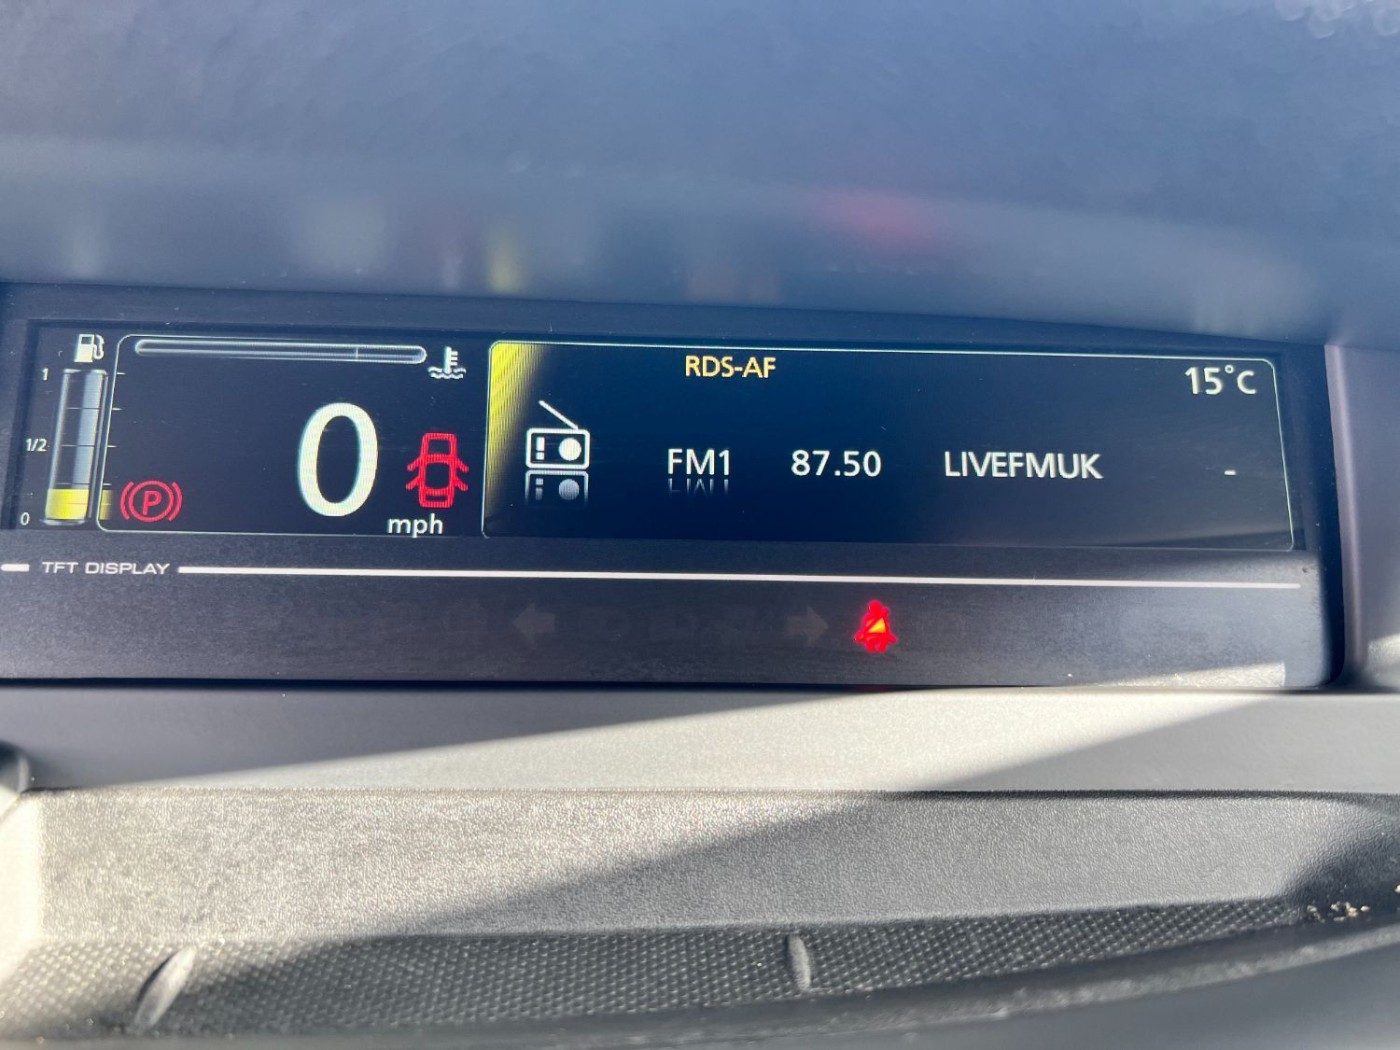 RDS-AF
15°C
1
1/2
0
P
0
mph
FM1 87.50 LIVEFMUK -
TFT DISPLAY